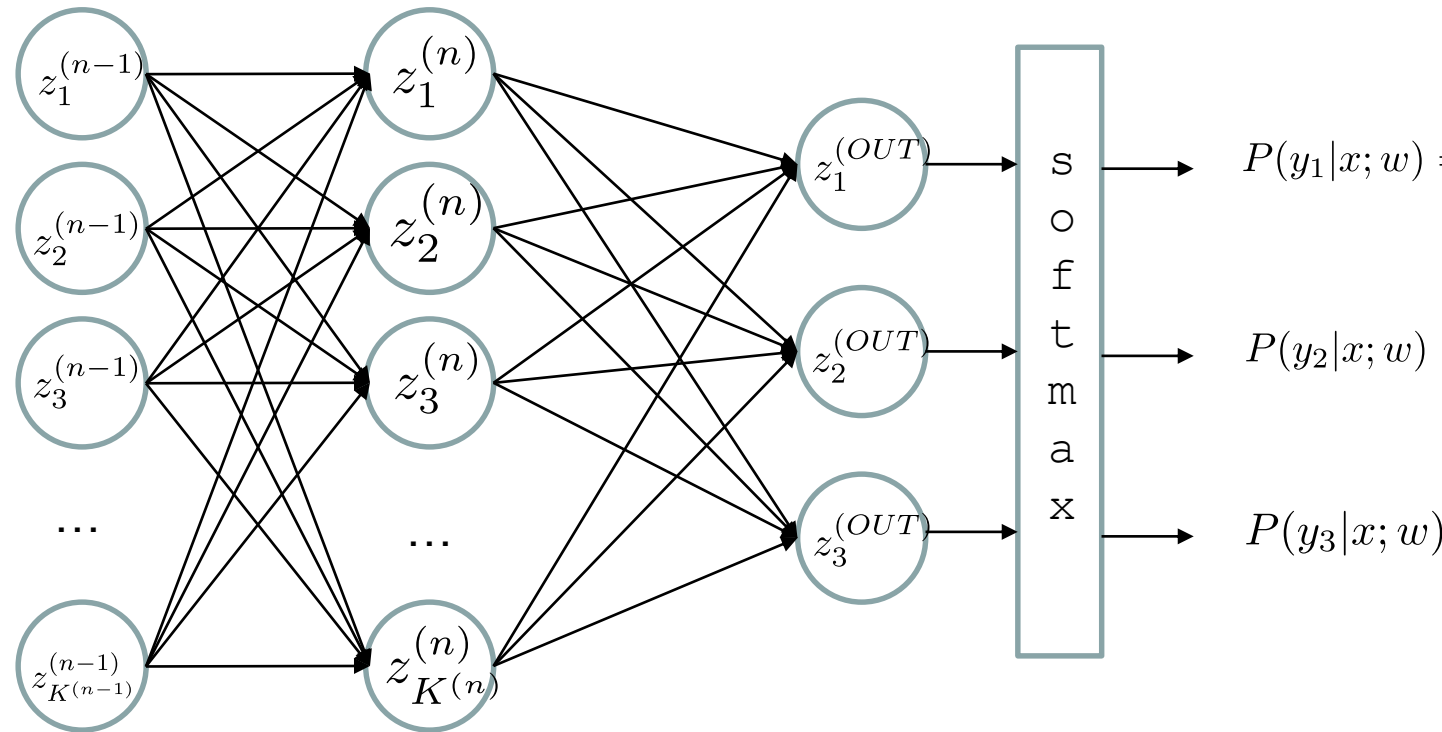 z_1^{(n-1)} z_1^{(n)}
z_2^{(n-1)} z_2^{(n)}
z_3^{(n-1)} z_3^{(n)}
... ...
z_{K^{(n-1)}}^{(n-1)} z_{K^{(n)}}^{(n)}
z_1^{(OUT)}
z_2^{(OUT)}
z_3^{(OUT)}
softmax
P(y_1|x; w) =
P(y_2|x; w)
P(y_3|x; w)